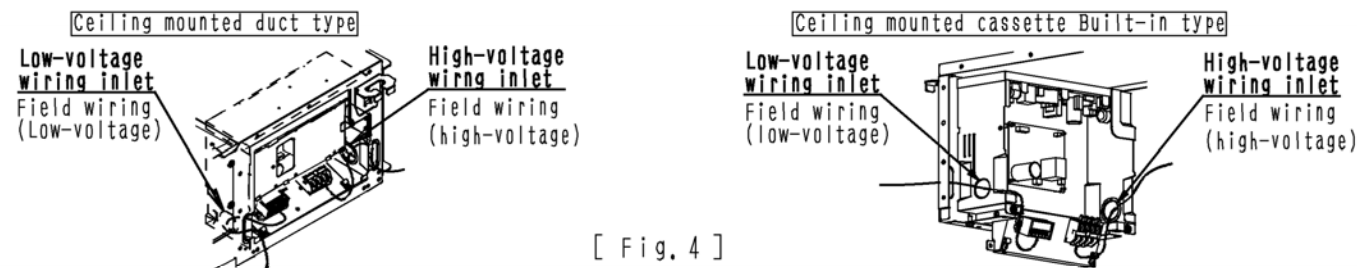 Ceiling mounted duct type
Low-voltage
wiring inlet
Field wiring
(Low-voltage)
High-voltage
wirng inlet
Field wiring
(high-voltage)
Ceiling mounted cassette Built-in type
Low-voltage
wiring inlet
Field wiring
(low-voltage)
High-voltage
wiring inlet
Field wiring
(high-voltage)
[ Fig. 4 ]